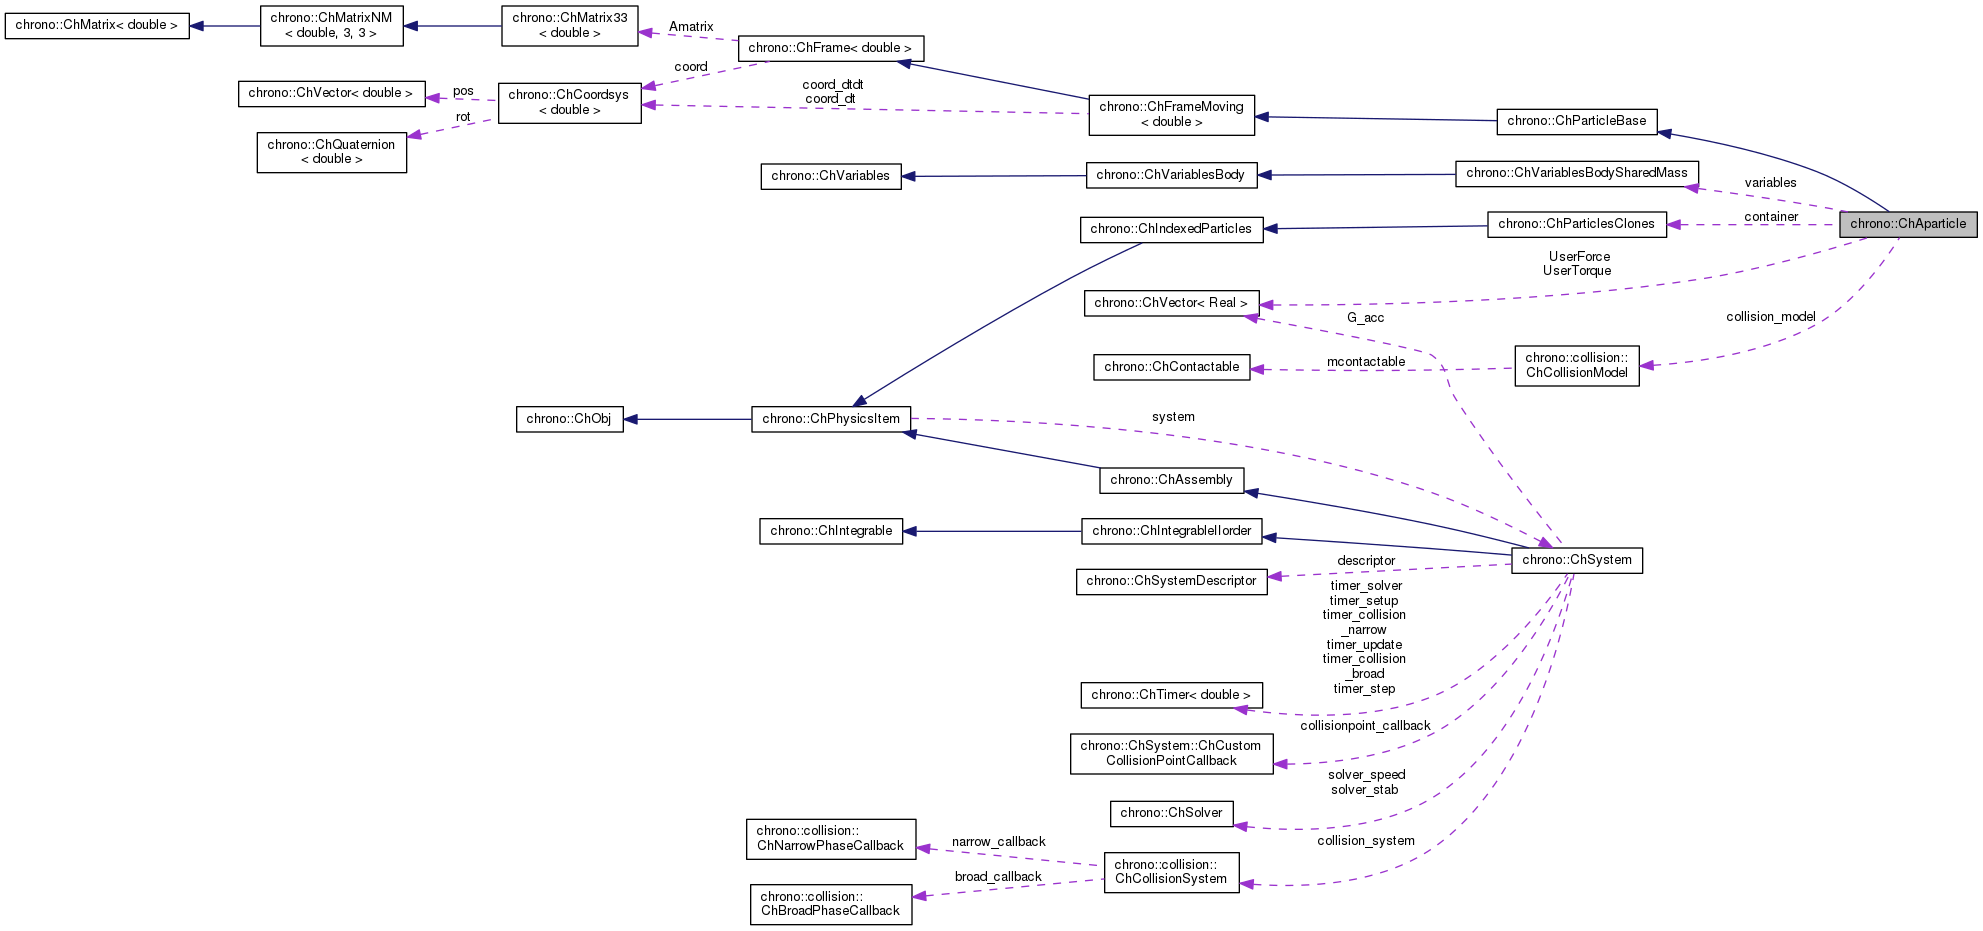 chrono::ChMatrix< double >
chrono::ChMatrixNM
< double, 3, 3 >
chrono::ChMatrix33
< double >
Amatrix
chrono::ChFrame< double >
coord
chrono::ChVector< double >
pos
rot
chrono::ChCoordsys
< double >
chrono::ChQuaternion
< double >
coord_dtdt
coord_dt
chrono::ChFrameMoving
< double >
chrono::ChParticleBase
chrono::ChVariables
chrono::ChVariablesBody
chrono::ChVariablesBodySharedMass
variables
container
chrono::ChAparticle
chrono::ChIndexedParticles
chrono::ChParticlesClones
UserForce
UserTorque
chrono::ChVector< Real >
G_acc
collision_model
chrono::ChContactable
mcontactable
chrono::collision::
ChCollisionModel
chrono::ChObj
chrono::ChPhysicsItem
system
chrono::ChAssembly
chrono::ChIntegrable
chrono::ChIntegrableIIorder
chrono::ChSystem
descriptor
chrono::ChSystemDescriptor
timer_solver
timer_setup
timer_collision
_narrow
timer_update
timer_collision
_broad
timer_step
chrono::ChTimer< double >
collisionpoint_callback
chrono::ChSystem::ChCustom
CollisionPointCallback
solver_speed
solver_stab
chrono::ChSolver
collision_system
chrono::collision::
ChNarrowPhaseCallback
narrow_callback
chrono::collision::
ChCollisionSystem
broad_callback
chrono::collision::
ChBroadPhaseCallback